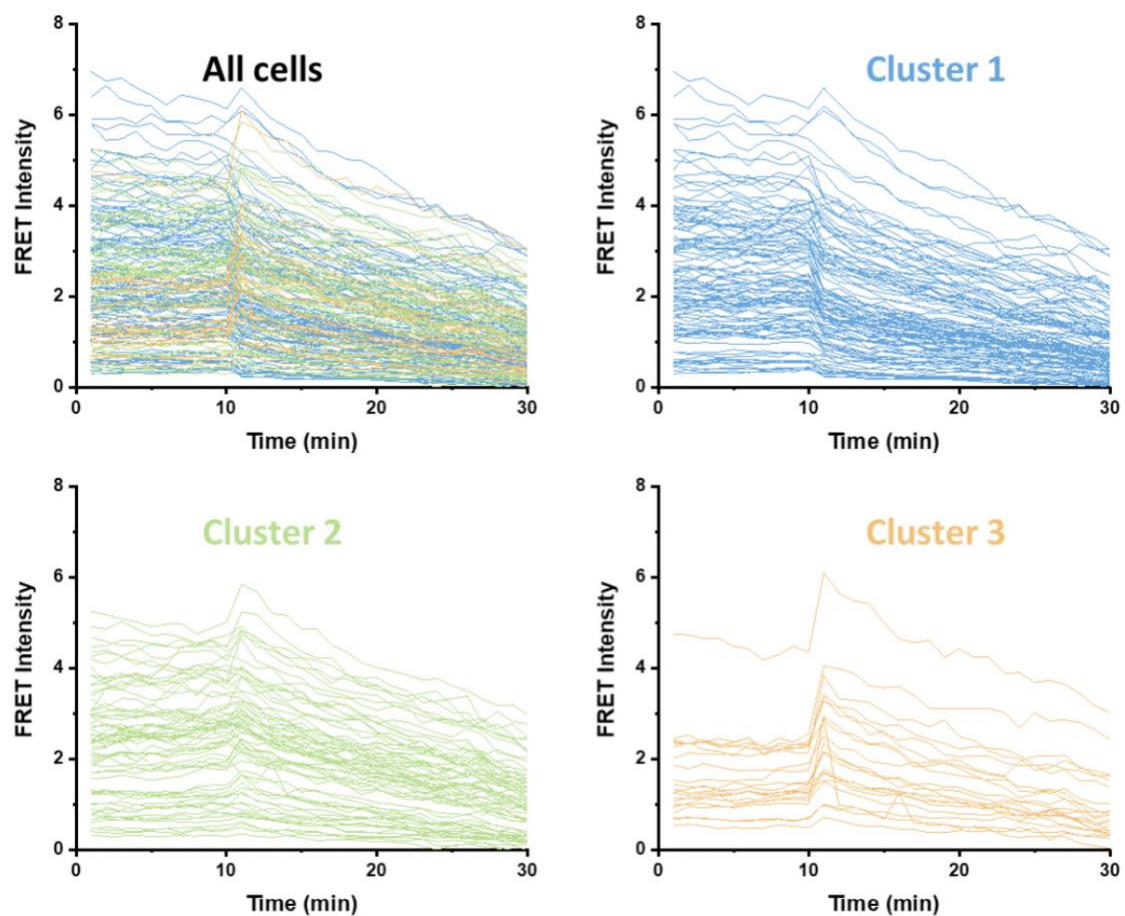 All cells
FRET Intensity
8
6
4
2
0
0 10 20 30
Time (min)
Cluster 1
FRET Intensity
8
6
4
2
0
0 10 20 30
Time (min)
Cluster 2
FRET Intensity
8
6
4
2
0
0 10 20 30
Time (min)
Cluster 3
FRET Intensity
8
6
4
2
0
0 10 20 30
Time (min)